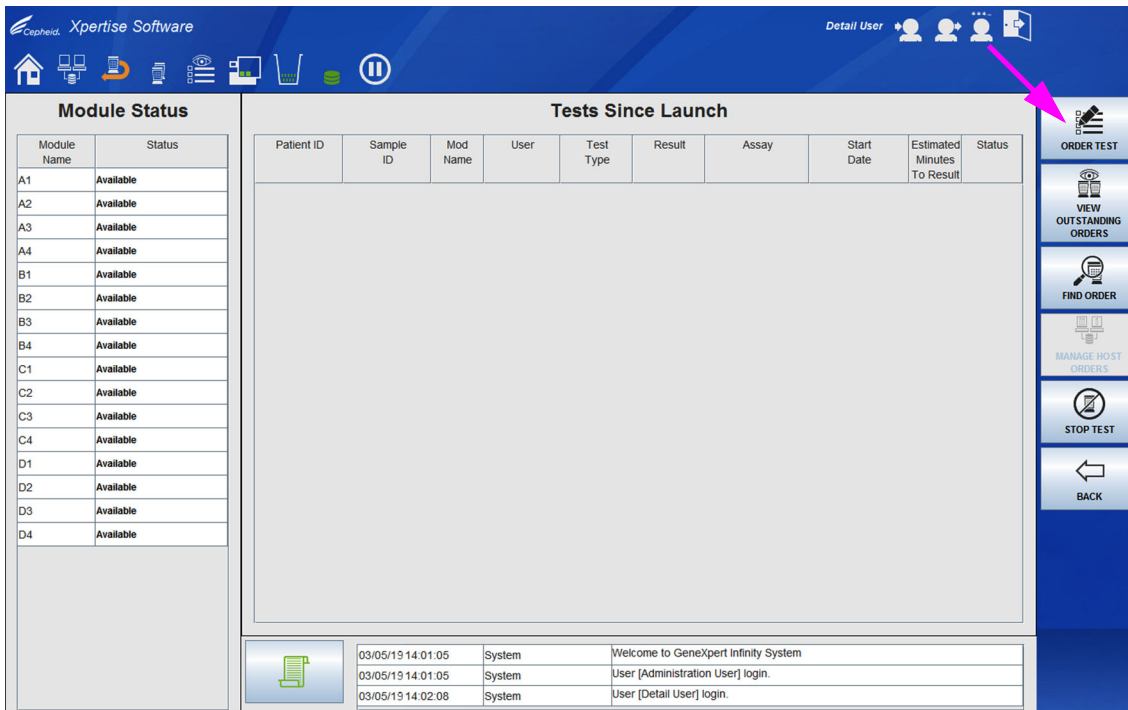 Cepheid. Xpertise Software
Detail User
Module Status
Module Name
Status
A1 Available
A2 Available
A3 Available
A4 Available
B1 Available
B2 Available
B3 Available
B4 Available
C1 Available
C2 Available
C3 Available
C4 Available
D1 Available
D2 Available
D3 Available
D4 Available
Tests Since Launch
Patient ID
Sample ID
Mod Name
User
Test Type
Result
Assay
Start Date
Estimated Minutes To Result
Status
03/05/19 14:01:05 System Welcome to GeneXpert Infinity System
03/05/19 14:01:05 System User [Administration User] login.
03/05/19 14:02:08 System User [Detail User] login.
ORDER TEST
VIEW
OUTSTANDING
ORDERS
FIND ORDER
MANAGE HOST
ORDERS
STOP TEST
BACK